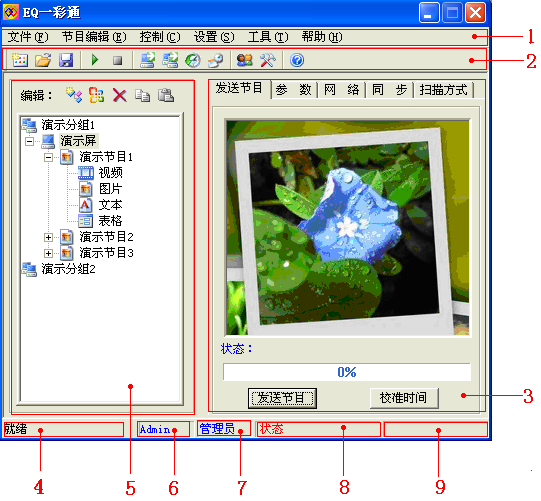 EQ一彩通
文件(F) 节目编辑(E) 控制(C) 设置(S) 工具(T) 帮助(H)
1
2
发送节目 参 数 网 络 同 步 扫描方式
编辑：
演示分组1
演示屏
演示节目1
视频
图片
A 文本
表格
演示节目2
演示节目3
演示分组2
状态：
0%
发送节目 校准时间
3
就绪 Admin 管理员 状态
4 5 6 7 8 9